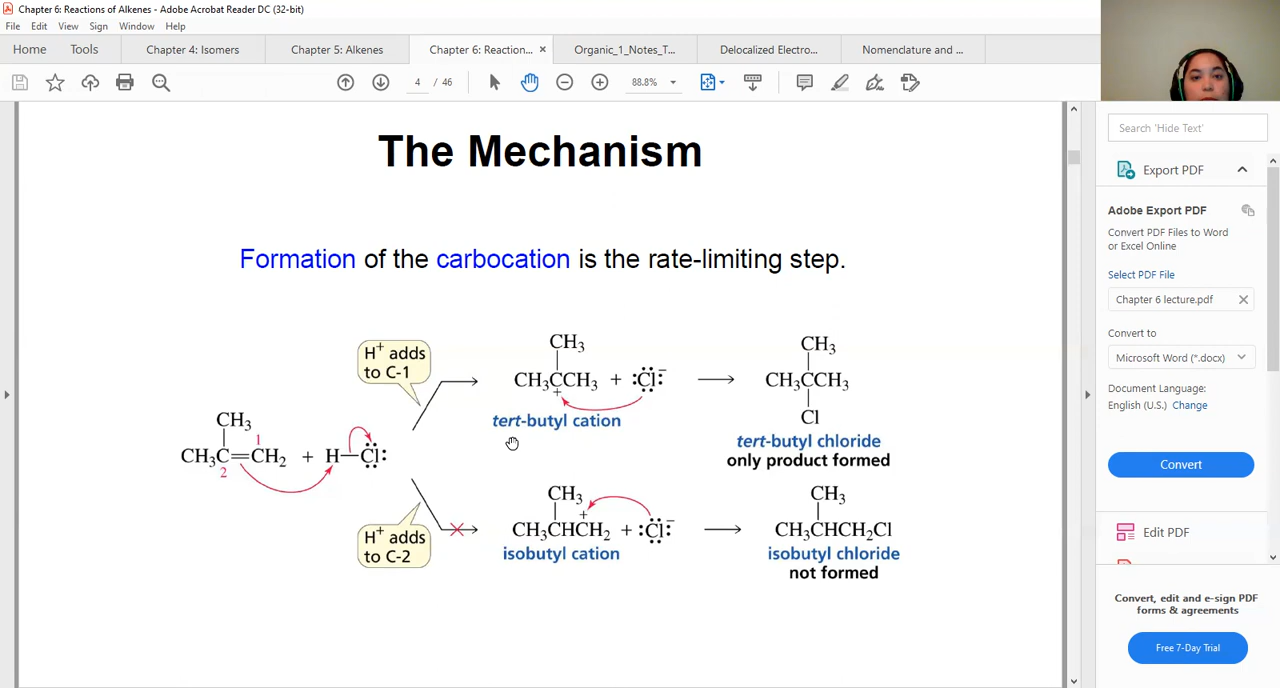 Chapter 6: Reactions of Alkenes - Adobe Acrobat Reader DC (32-bit)
File Edit View Sign Window Help
Home Tools Chapter 4: Isomers Chapter 5: Alkenes Chapter 6: Reaction... × Organic_1_Notes_T... Delocalized Electro... Nomenclature and ...
4 / 46 88.8%
The Mechanism
Formation of the carbocation is the rate-limiting step.
H⁺ adds
to C-1
CH₃
CH₃CCH₃ + :Cl:⁻
+
tert-butyl cation
CH₃
CH₃CCH₃
Cl
tert-butyl chloride
only product formed
CH₃
1
CH₃C=CH₂ + H—Cl:
2
H⁺ adds
to C-2
CH₃
+
CH₃CHCH₂ + :Cl:⁻
isobutyl cation
CH₃
CH₃CHCH₂Cl
isobutyl chloride
not formed
Search 'Hide Text'
Export PDF
Adobe Export PDF
Convert PDF Files to Word
or Excel Online
Select PDF File
Chapter 6 lecture.pdf ×
Convert to
Microsoft Word (*.docx)
Document Language:
English (U.S.) Change
Convert
Edit PDF
Convert, edit and e-sign PDF
forms & agreements
Free 7-Day Trial